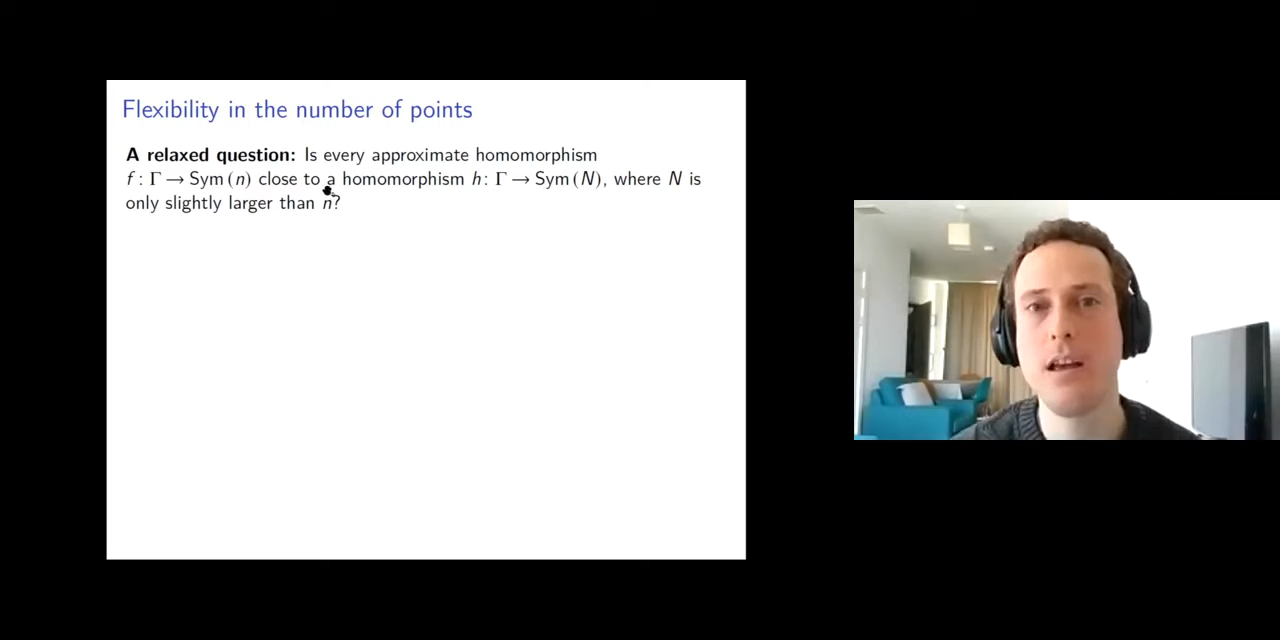 Flexibility in the number of points
A relaxed question: Is every approximate homomorphism
f : Γ → Sym (n) close to a homomorphism h : Γ → Sym (N), where N is
only slightly larger than n?